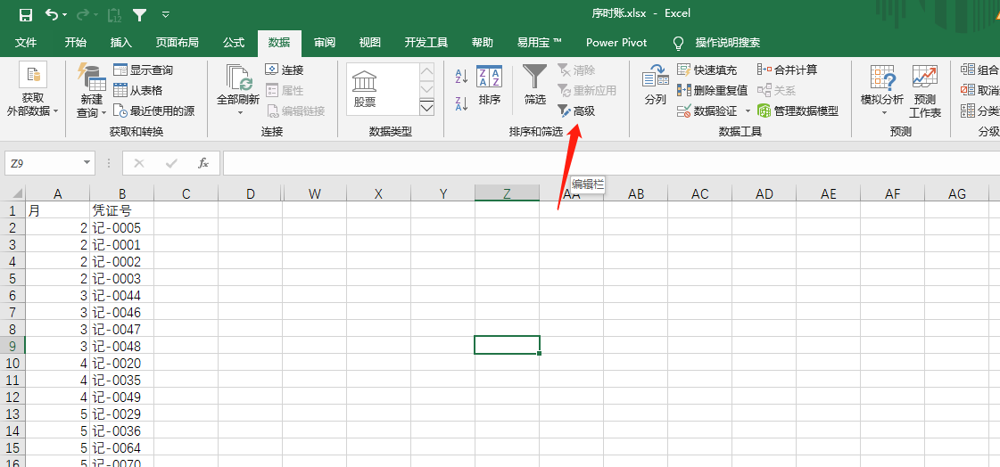 12
序时账.xlsx - Excel
文件 开始 插入 页面布局 公式 数据 审阅 视图 开发工具 帮助 易用宝 ™ Power Pivot 操作说明搜索
获取
外部数据
新建
查询
显示查询
从表格
最近使用的源
获取和转换
全部刷新
连接
属性
编辑链接
连接
股票
数据类型
排序
筛选
清除
重新应用
高级
排序和筛选
分列
快速填充
删除重复值
数据验证
合并计算
关系
管理数据模型
数据工具
模拟分析
预测
工作表
预测
组合
取消
分类
分级
Z9
fx
编辑栏
A B C D W X Y Z AA AB AC AD AE AF AG
1 月 凭证号
2 2 记-0005
3 2 记-0001
4 2 记-0002
5 2 记-0003
6 3 记-0044
7 3 记-0046
8 3 记-0047
9 3 记-0048
10 4 记-0020
11 4 记-0035
12 4 记-0049
13 5 记-0029
14 5 记-0036
15 5 记-0064
16 5 记-0070